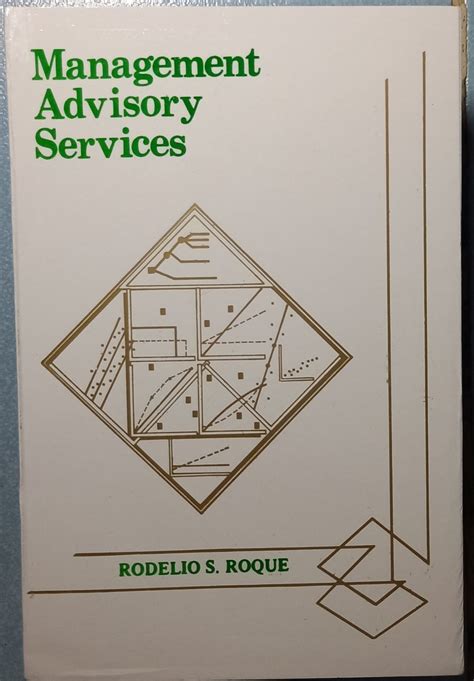 Management
Advisory
Services
RODELIO S. ROQUE